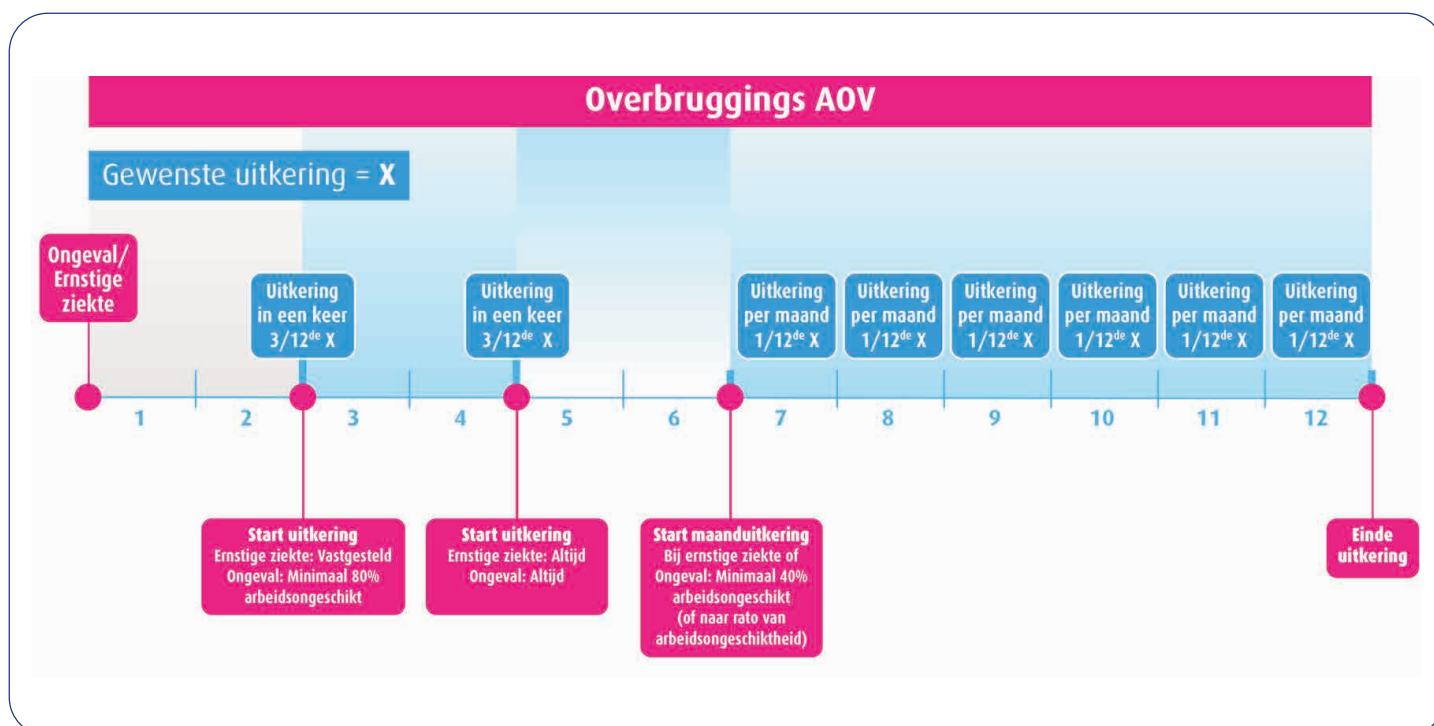 Overbruggings AOV
Gewenste uitkering = X
Ongeval/
Ernstige
ziekte
Uitkering
in een keer
3/12de X
Uitkering
in een keer
3/12de X
Uitkering
per maand
1/12de X
Uitkering
per maand
1/12de X
Uitkering
per maand
1/12de X
Uitkering
per maand
1/12de X
Uitkering
per maand
1/12de X
Uitkering
per maand
1/12de X
1 2 3 4 5 6 7 8 9 10 11 12
Start uitkering
Ernstige ziekte: Vastgesteld
Ongeval: Minimaal 80%
arbeidsongeschikt
Start uitkering
Ernstige ziekte: Altijd
Ongeval: Altijd
Start maanduitkering
Bij ernstige ziekte of
Ongeval: Minimaal 40%
arbeidsongeschikt
(of naar rato van
arbeidsongeschiktheid)
Einde
uitkering